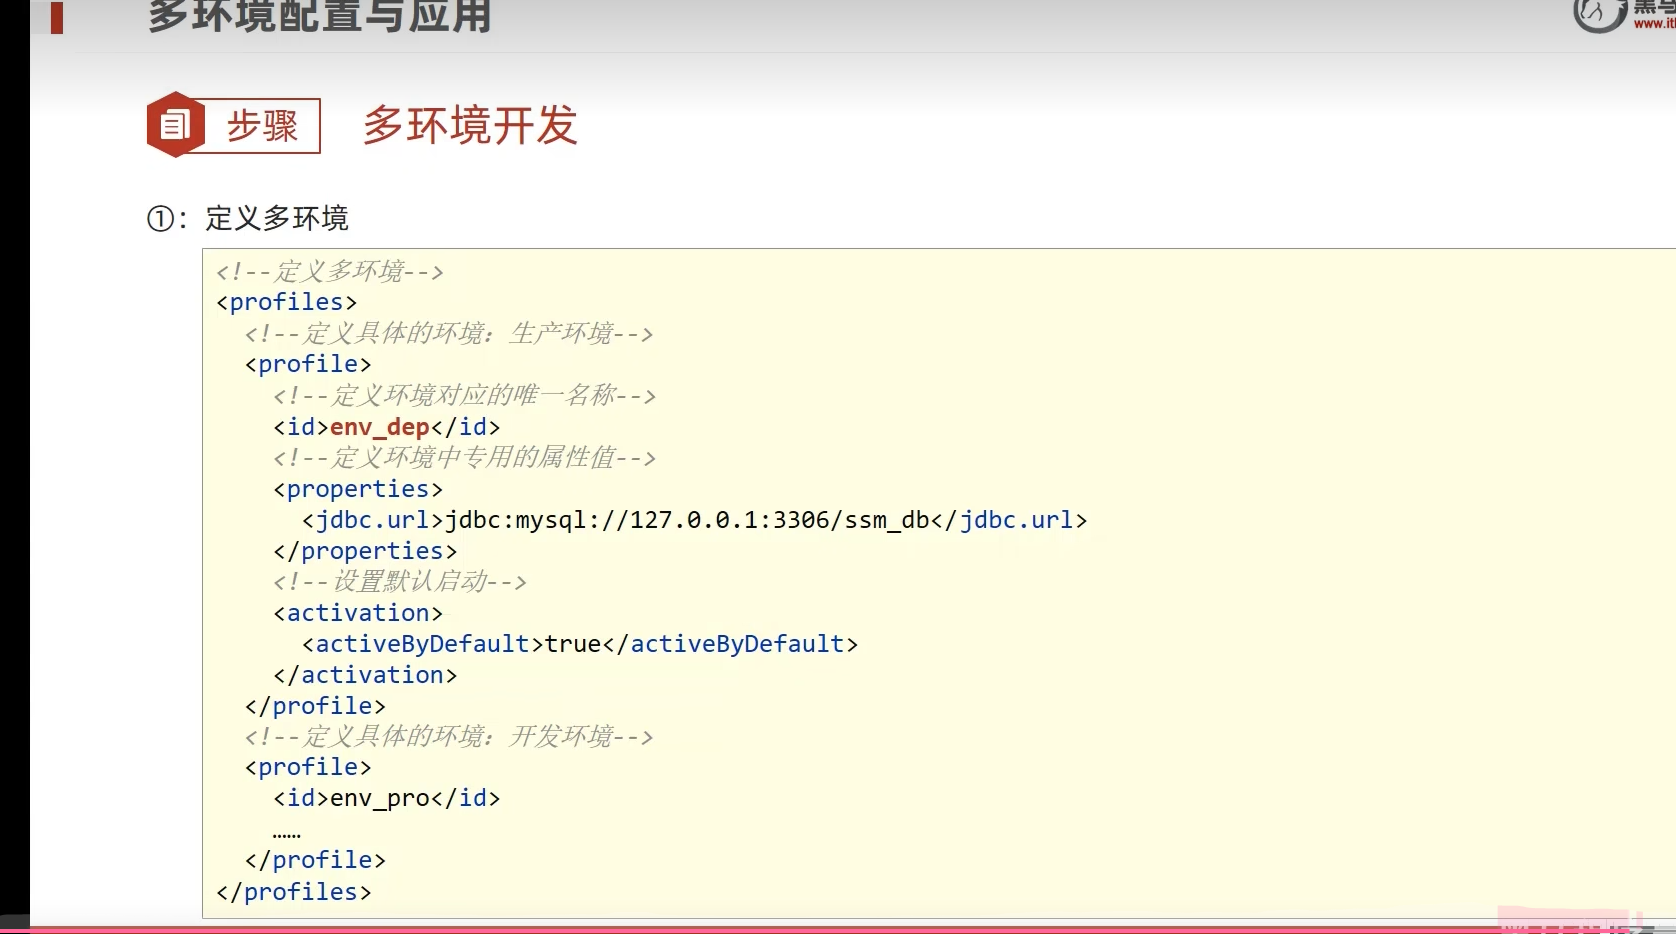 多环境配置与应用
黑马
www.it
步骤
多环境开发
①：定义多环境
<!--定义多环境-->
<profiles>
<!--定义具体的环境：生产环境-->
<profile>
<!--定义环境对应的唯一名称-->
<id>env_dep</id>
<!--定义环境中专用的属性值-->
<properties>
<jdbc.url>jdbc:mysql://127.0.0.1:3306/ssm_db</jdbc.url>
</properties>
<!--设置默认启动-->
<activation>
<activeByDefault>true</activeByDefault>
</activation>
</profile>
<!--定义具体的环境：开发环境-->
<profile>
<id>env_pro</id>
……
</profile>
</profiles>